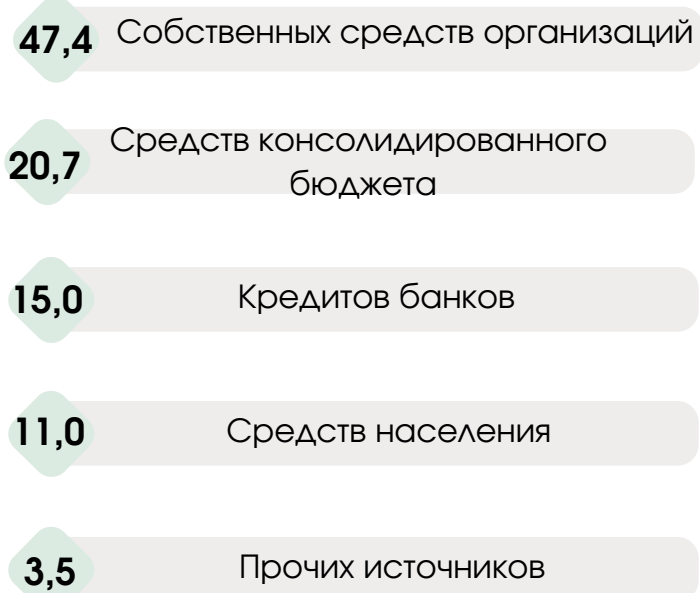 47,4 Собственных средств организаций
20,7 Средств консолидированного
бюджета
15,0 Кредитов банков
11,0 Средств населения
3,5 Прочих источников